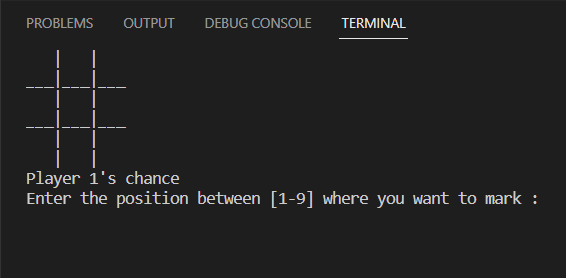 PROBLEMS OUTPUT DEBUG CONSOLE TERMINAL
   |   |
___|___|___
   |   |
___|___|___
   |   |
   |   |
Player 1's chance
Enter the position between [1-9] where you want to mark :